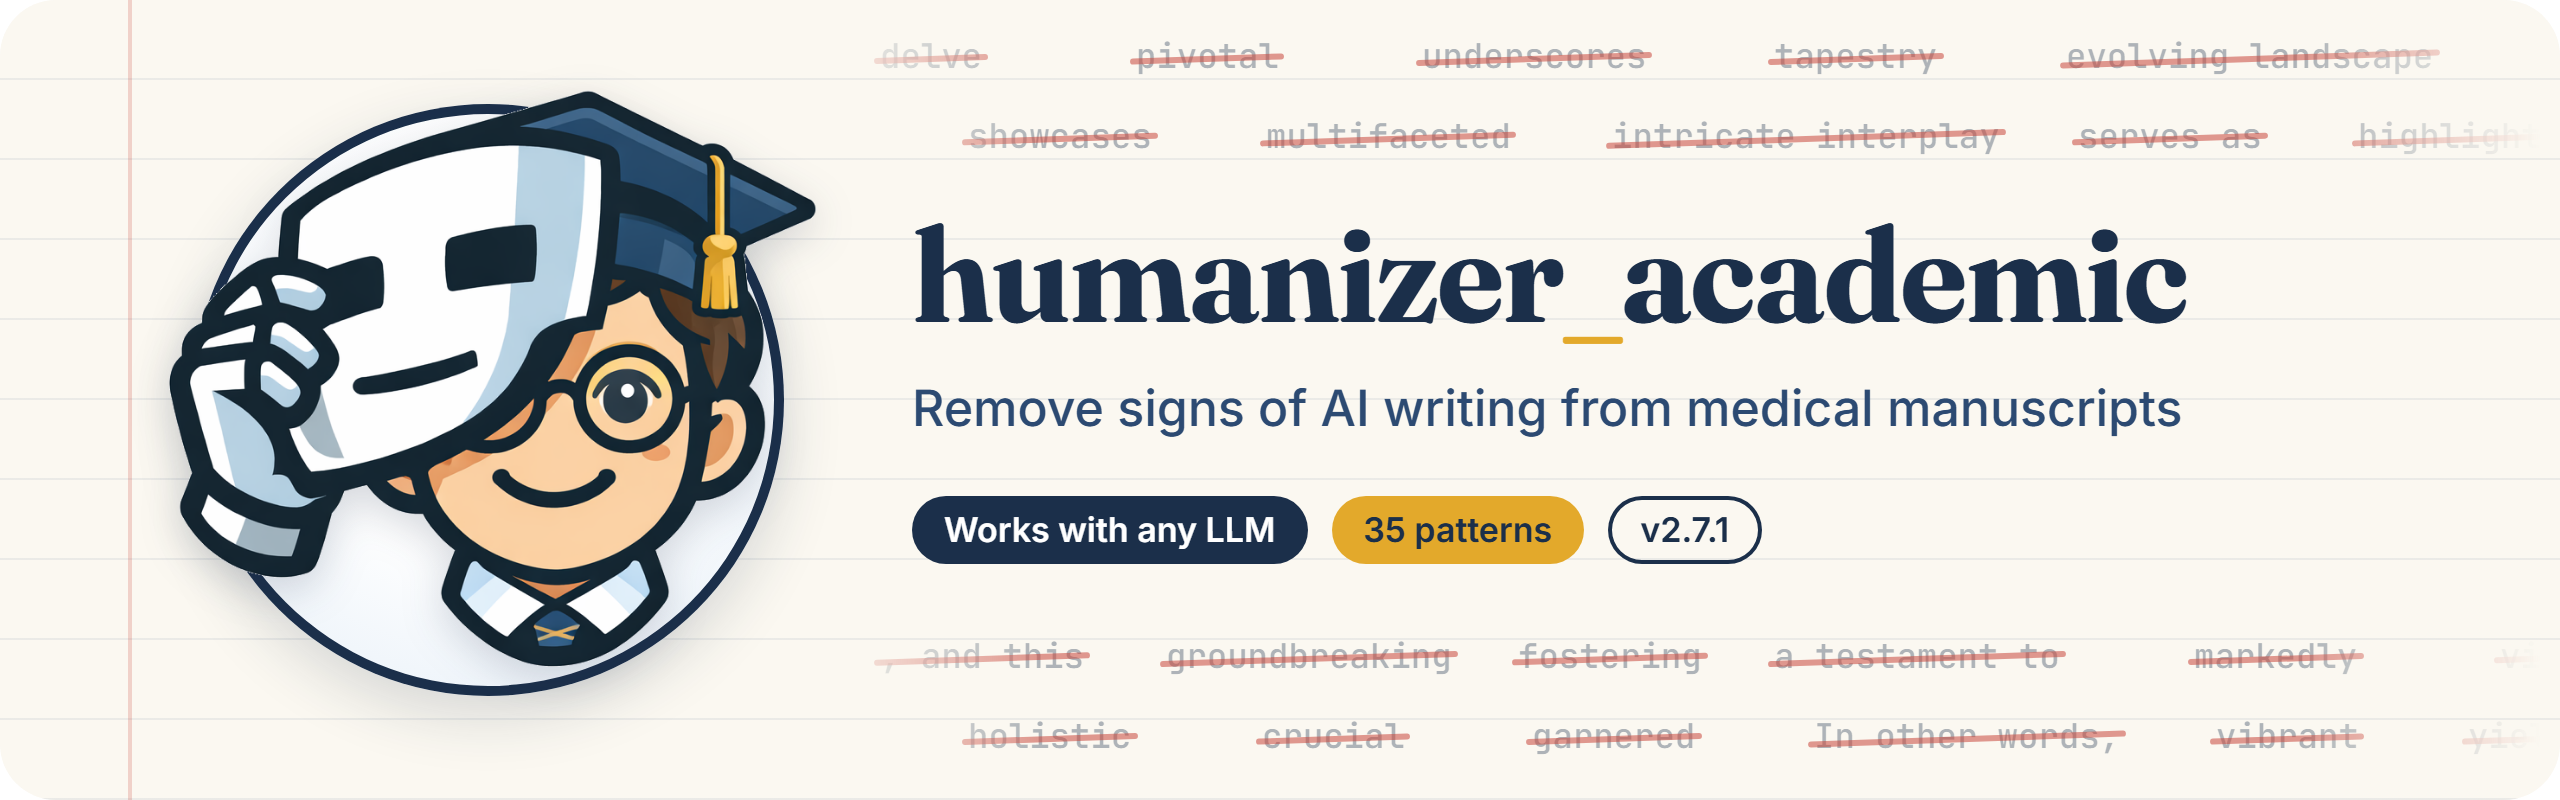 delve pivotal underscores tapestry evolving landscape
showcases multifaceted intricate interplay serves as
humanizer_academic
Remove signs of AI writing from medical manuscripts
Works with any LLM 35 patterns v2.7.1
, and this groundbreaking fostering a testament to markedly
holistic crucial garnered In other words, vibrant